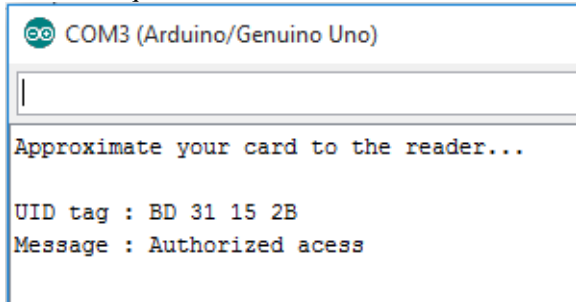 COM3 (Arduino/Genuino Uno)
Approximate your card to the reader...
UID tag : BD 31 15 2B
Message : Authorized acess